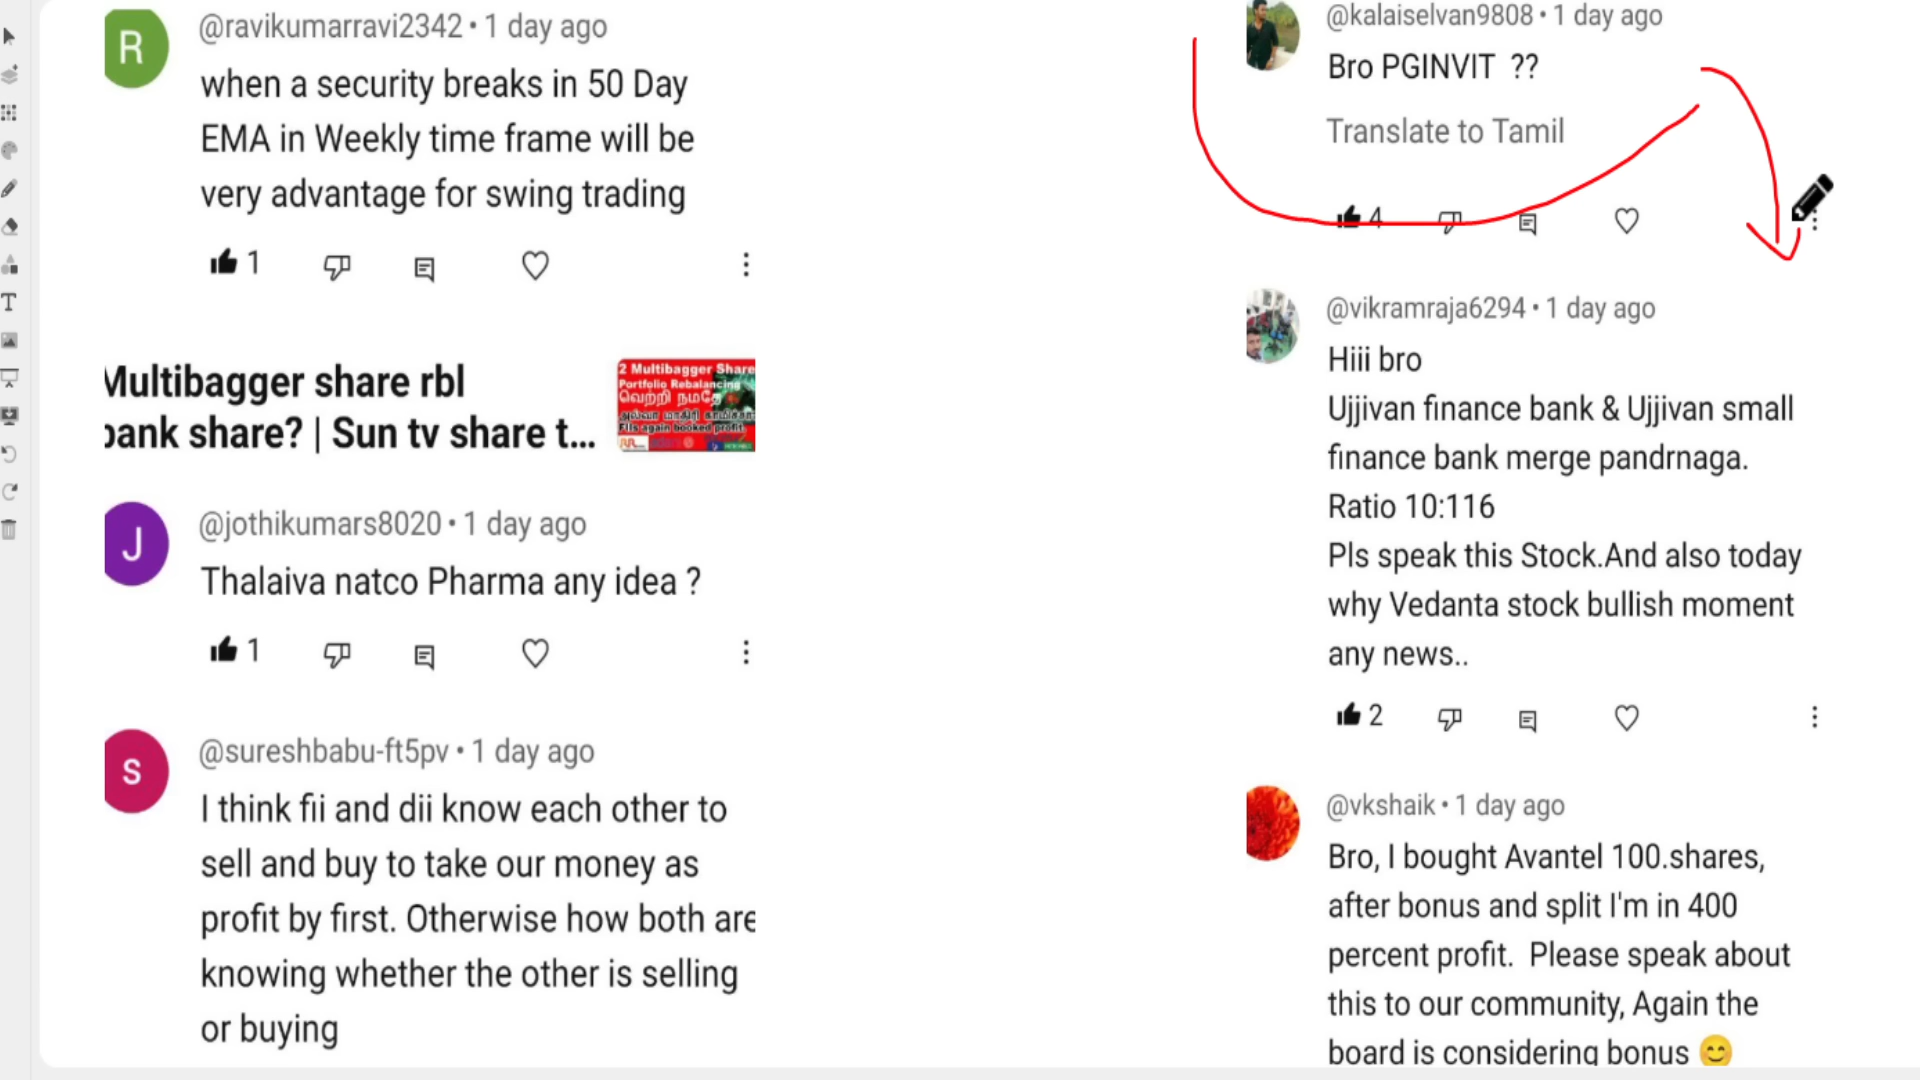 R
@ravikumarravi2342 • 1 day ago
when a security breaks in 50 Day
EMA in Weekly time frame will be
very advantage for swing trading
1
Multibagger share rbl
bank share? | Sun tv share t...
2 Multibagger Share
Portfolio Rebalancing
வெற்றி நமதே
FIIs again booked profit
J
@jothikumars8020 • 1 day ago
Thalaiva natco Pharma any idea ?
1
S
@sureshbabu-ft5pv • 1 day ago
I think fii and dii know each other to
sell and buy to take our money as
profit by first. Otherwise how both are
knowing whether the other is selling
or buying
@kalaiselvan9808 • 1 day ago
Bro PGINVIT ??
Translate to Tamil
4
@vikramraja6294 • 1 day ago
Hiii bro
Ujjivan finance bank & Ujjivan small
finance bank merge pandrnaga.
Ratio 10:116
Pls speak this Stock.And also today
why Vedanta stock bullish moment
any news..
2
@vkshaik • 1 day ago
Bro, I bought Avantel 100.shares,
after bonus and split I'm in 400
percent profit. Please speak about
this to our community, Again the
board is considering bonus 😊